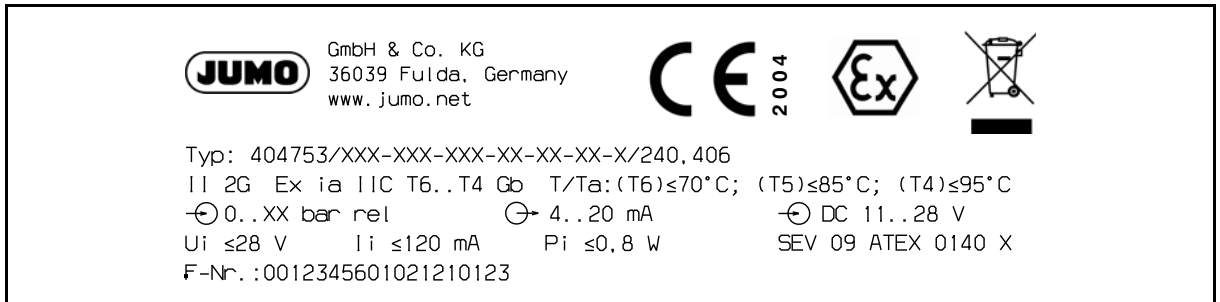 JUMO
GmbH & Co. KG
36039 Fulda, Germany
www.jumo.net
CE
2004
Ex
Typ: 404753/XXX-XXX-XXX-XX-XX-XX-X/240,406
II 2G Ex ia IIC T6..T4 Gb T/Ta:(T6)≤70°C; (T5)≤85°C; (T4)≤95°C
0..XX bar rel 4..20 mA DC 11..28 V
Ui ≤28 V Ii ≤120 mA Pi ≤0,8 W SEV 09 ATEX 0140 X
F-Nr.:0012345601021210123